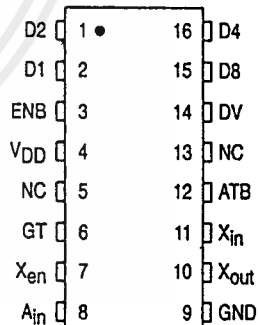 D2 1 16 D4
D1 2 15 D8
ENB 3 14 DV
VDD 4 13 NC
NC 5 12 ATB
GT 6 11 Xin
Xen 7 10 Xout
Ain 8 9 GND